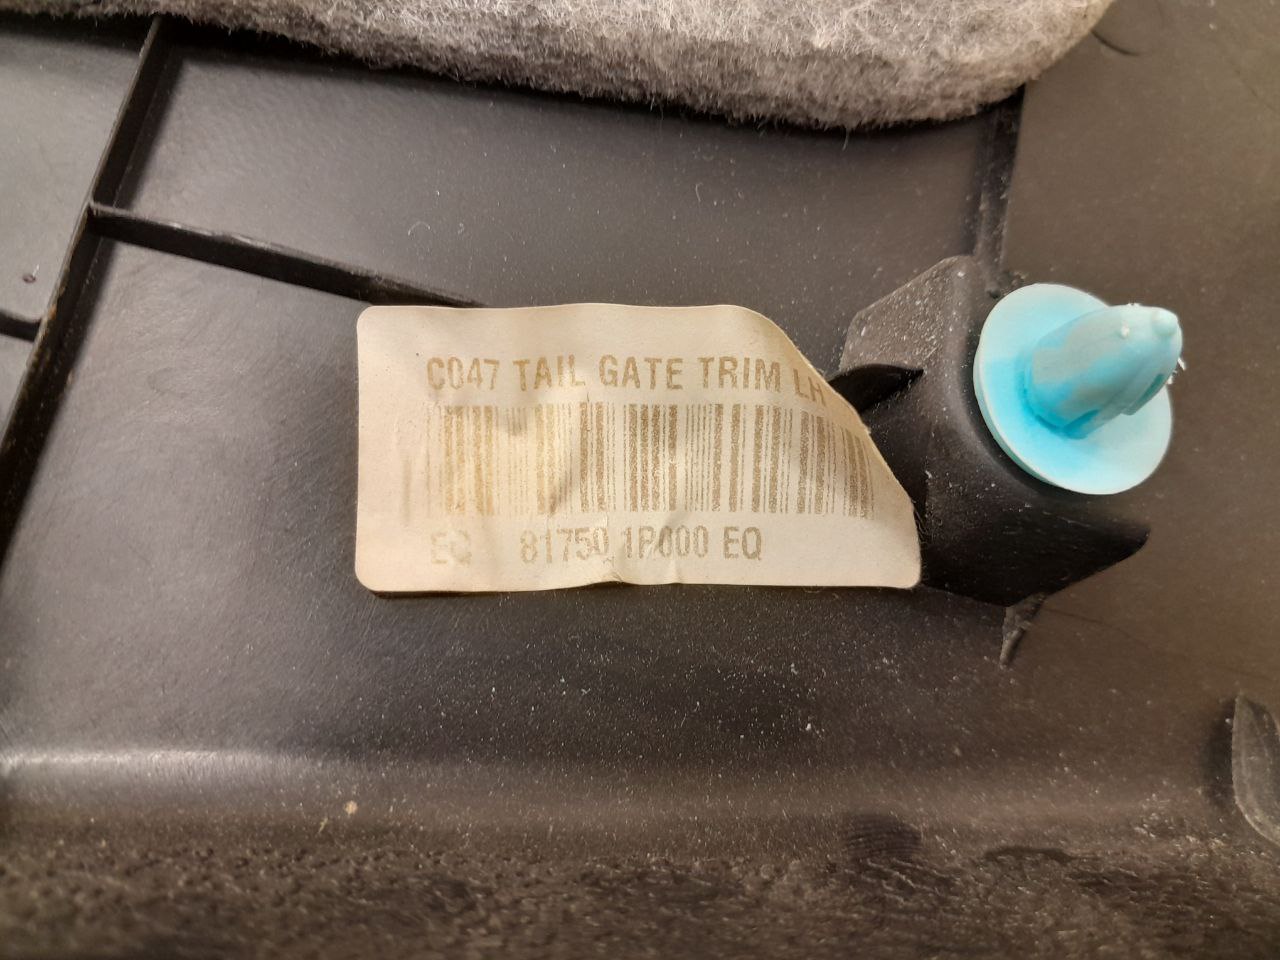 C047 TAIL GATE TRIM LH
EQ 81750 1P000 EQ